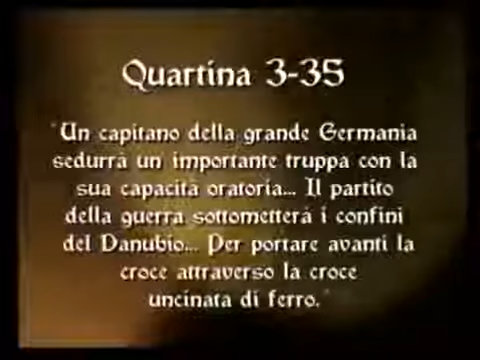 Quartina 3-35
"Un capitano della grande Germania
sedurrà un importante truppa con la
sua capacità oratoria... Il partito
della guerra sottometterà i confini
del Danubio... Per portare avanti la
croce attraverso la croce
uncinata di ferro."